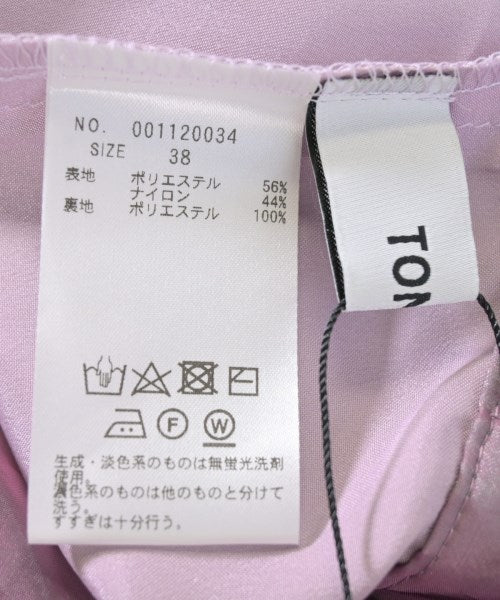 NO. 001120034
SIZE 38
表地 ポリエステル 56%
ナイロン 44%
裏地 ポリエステル 100%
F W
生成・淡色系のものは無蛍光洗剤
使用。
濃色系のものは他のものと分けて
洗う。
すすぎは十分行う。
TON